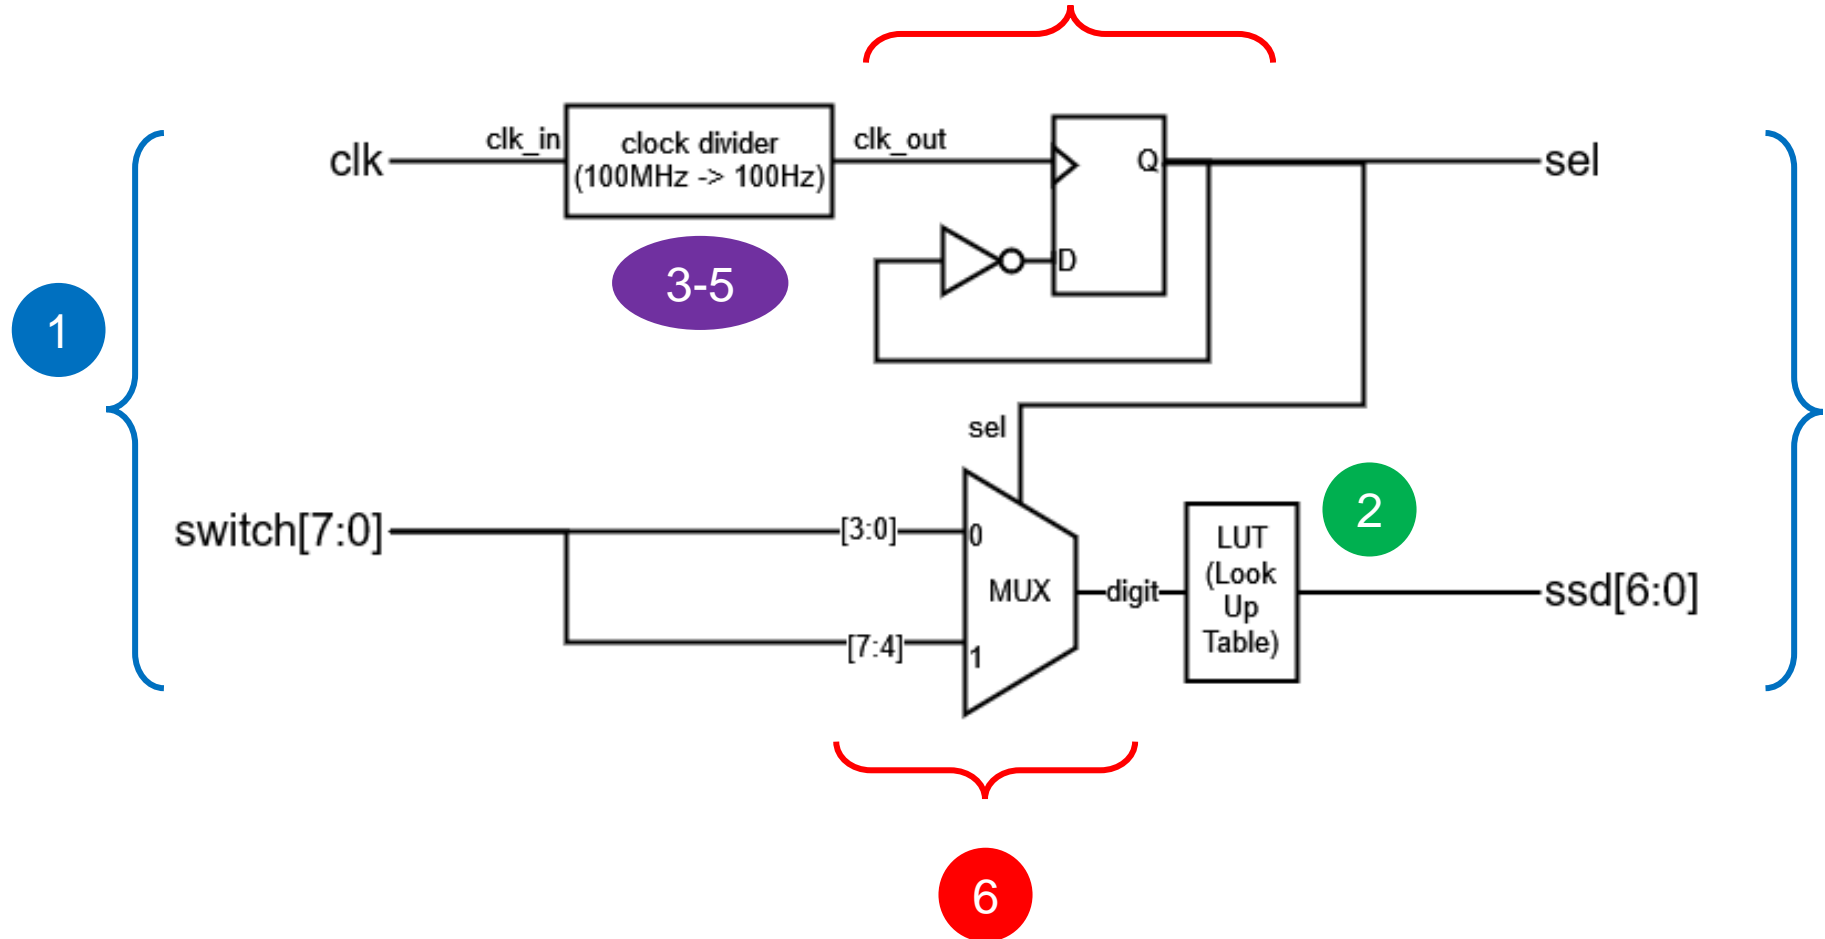 clk
clk_in
clock divider
(100MHz -> 100Hz)
clk_out
Q
sel
D
3-5
1
sel
switch[7:0]
[3:0]
0
MUX
[7:4]
1
digit
LUT
(Look
Up
Table)
2
ssd[6:0]
6